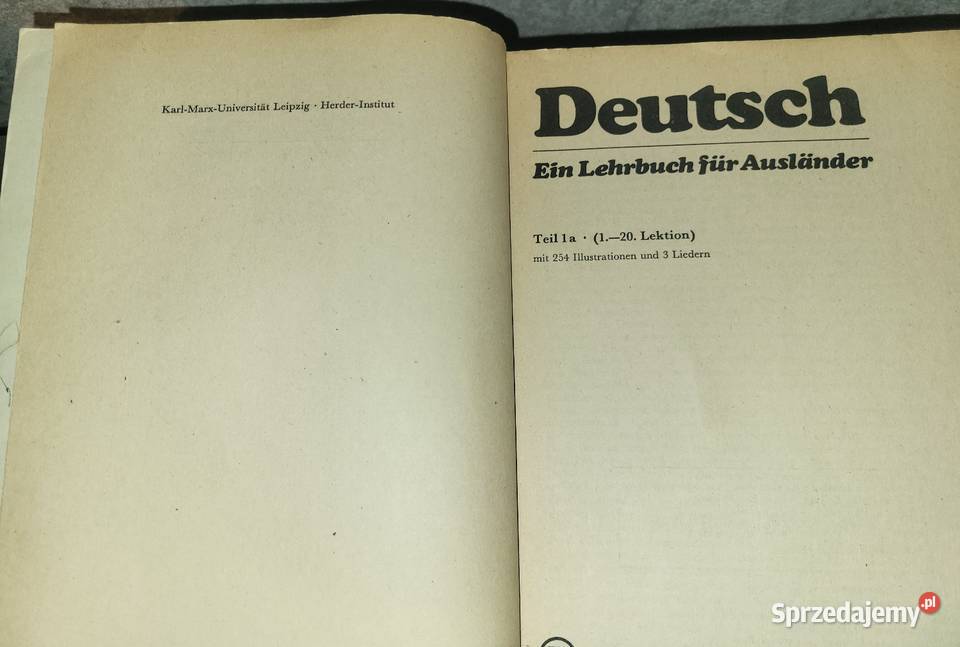 Karl-Marx-Universität Leipzig · Herder-Institut
Deutsch
Ein Lehrbuch für Ausländer
Teil 1a · (1.—20. Lektion)
mit 254 Illustrationen und 3 Liedern
Sprzedajemy.pl